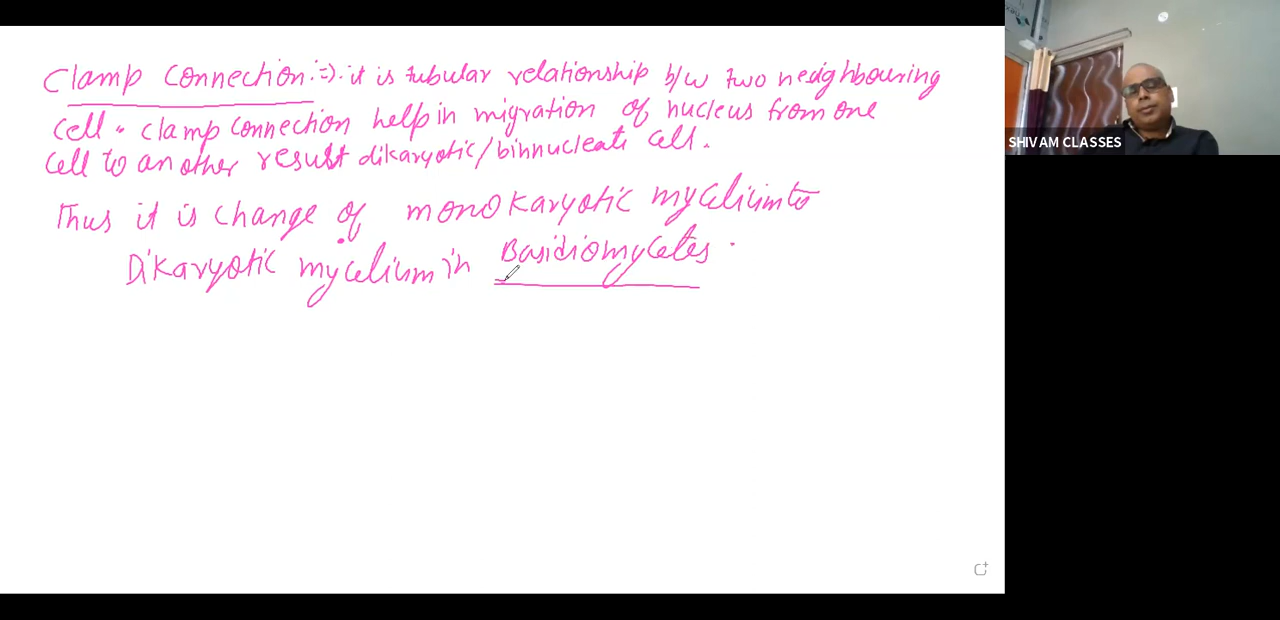 Clamp Connection:⇒ it is tubular relationship b/w two neighbouring
cell. clamp connection help in migration of nucleus from one
cell to another result dikaryotic/binnucleate cell.
Thus it is change of monokaryotic mycelium to
Dikaryotic mycelium in Basidiomycetes.
SHIVAM CLASSES